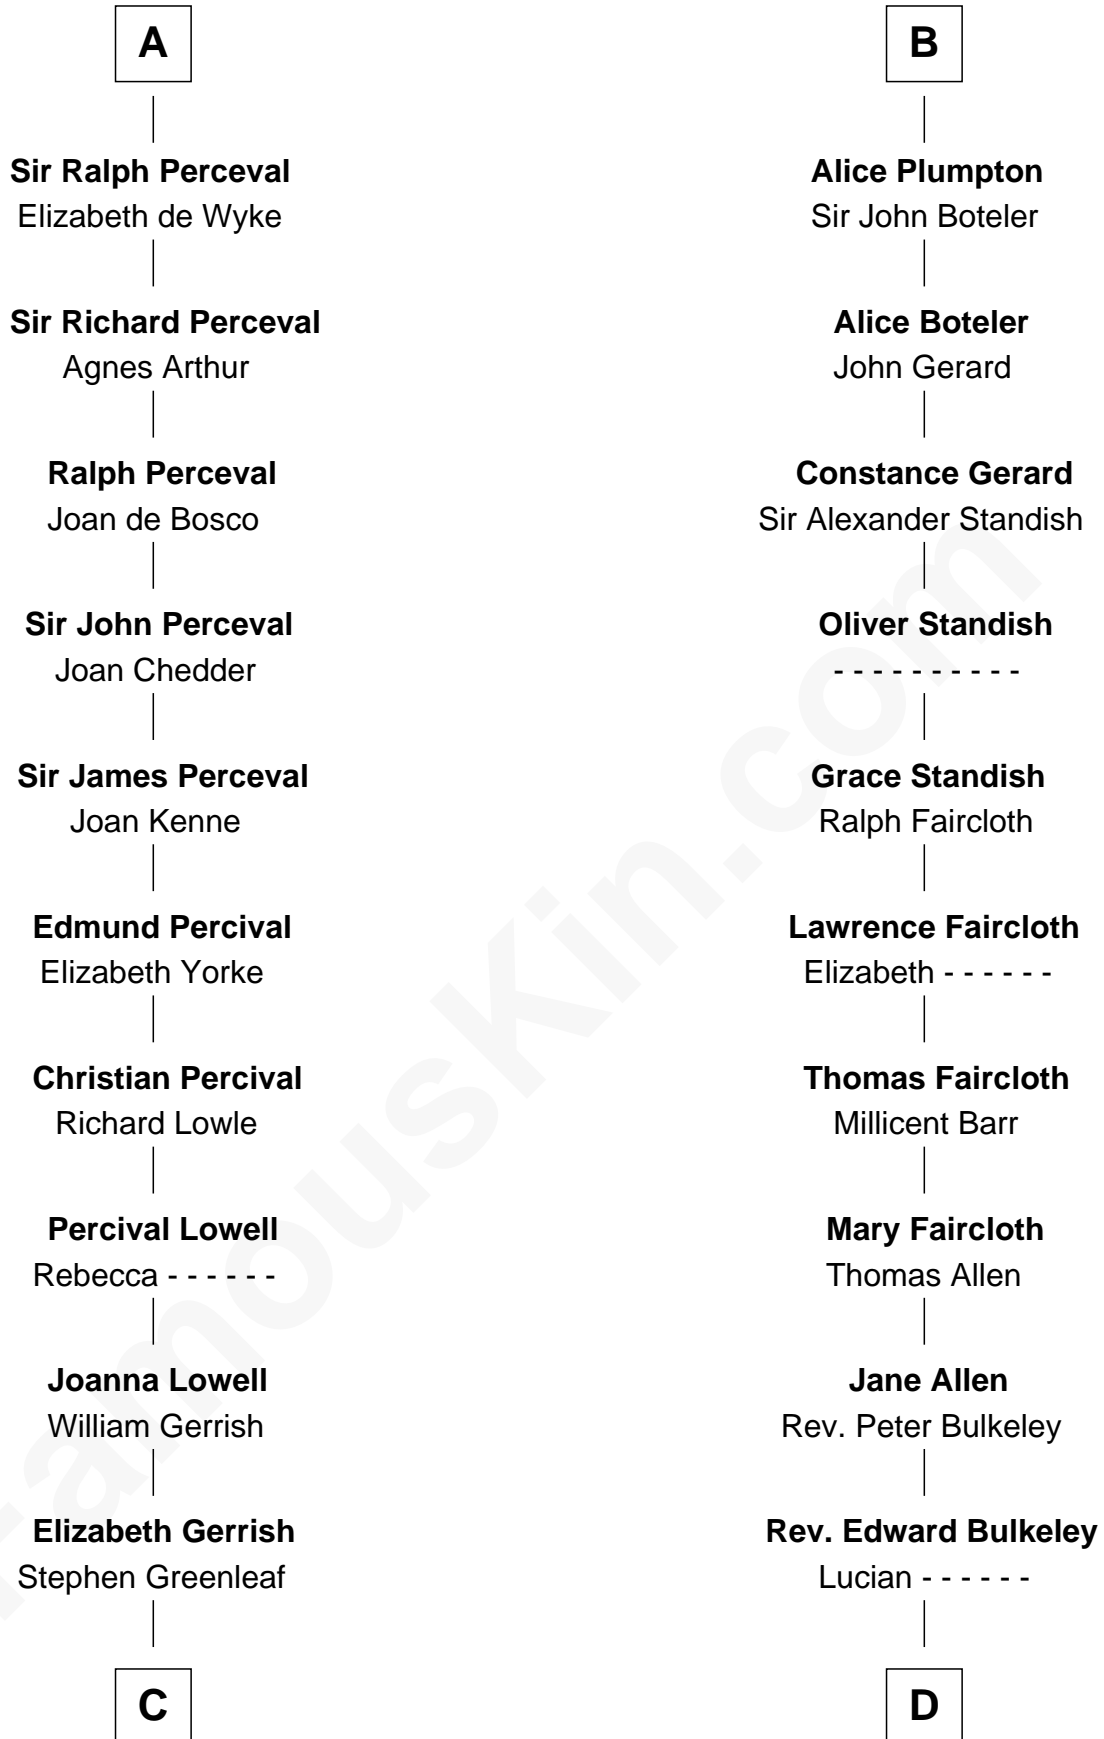 A
Sir Ralph Perceval
Elizabeth de Wyke
Sir Richard Perceval
Agnes Arthur
Ralph Perceval
Joan de Bosco
Sir John Perceval
Joan Chedder
Sir James Perceval
Joan Kenne
Edmund Percival
Elizabeth Yorke
Christian Percival
Richard Lowle
Percival Lowell
Rebecca - - - - - -
Joanna Lowell
William Gerrish
Elizabeth Gerrish
Stephen Greenleaf
C
B
Alice Plumpton
Sir John Boteler
Alice Boteler
John Gerard
Constance Gerard
Sir Alexander Standish
Oliver Standish
- - - - - - - - - -
Grace Standish
Ralph Faircloth
Lawrence Faircloth
Elizabeth - - - - - -
Thomas Faircloth
Millicent Barr
Mary Faircloth
Thomas Allen
Jane Allen
Rev. Peter Bulkeley
Rev. Edward Bulkeley
Lucian - - - - - -
D
FamousKin.com